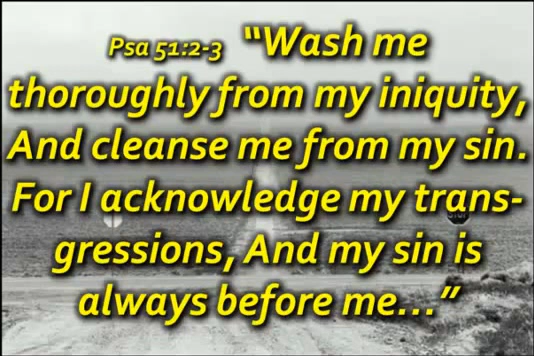 Psa 51:2-3 “Wash me
thoroughly from my iniquity,
And cleanse me from my sin.
For I acknowledge my trans-
gressions, And my sin is
always before me...”
STOP